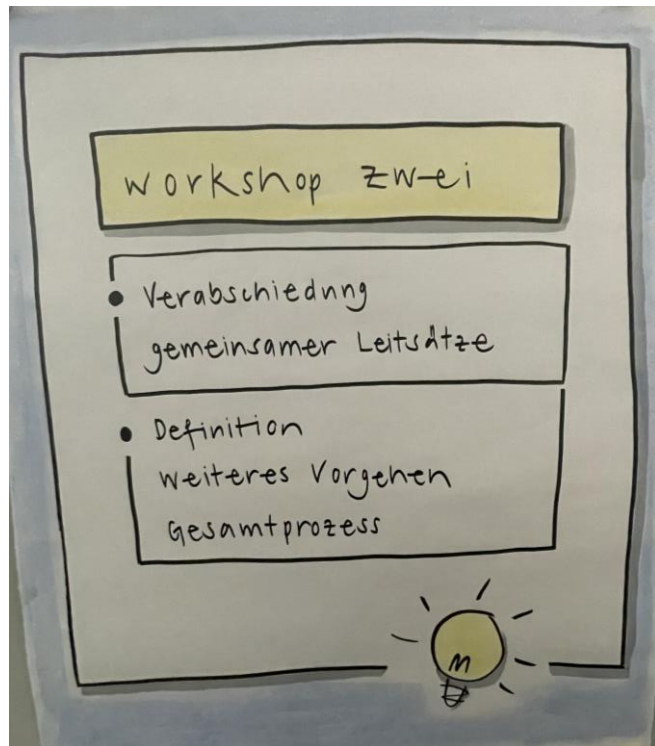 workshop zwei
• Verabschiedung
gemeinsamer Leitsätze
• Definition
weiteres Vorgehen
Gesamtprozess